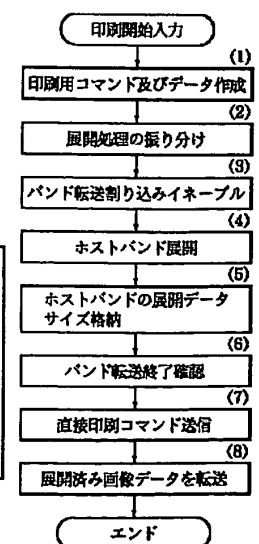 印刷開始入力
(1)
印刷用コマンド及びデータ作成
(2)
展開処理の振り分け
(3)
バンド転送割り込みイネーブル
(4)
ホストバンド展開
(5)
ホストバンドの展開データ
サイズ格納
(6)
バンド転送終了確認
(7)
直接印刷コマンド送信
(8)
展開済み画像データを転送
エンド